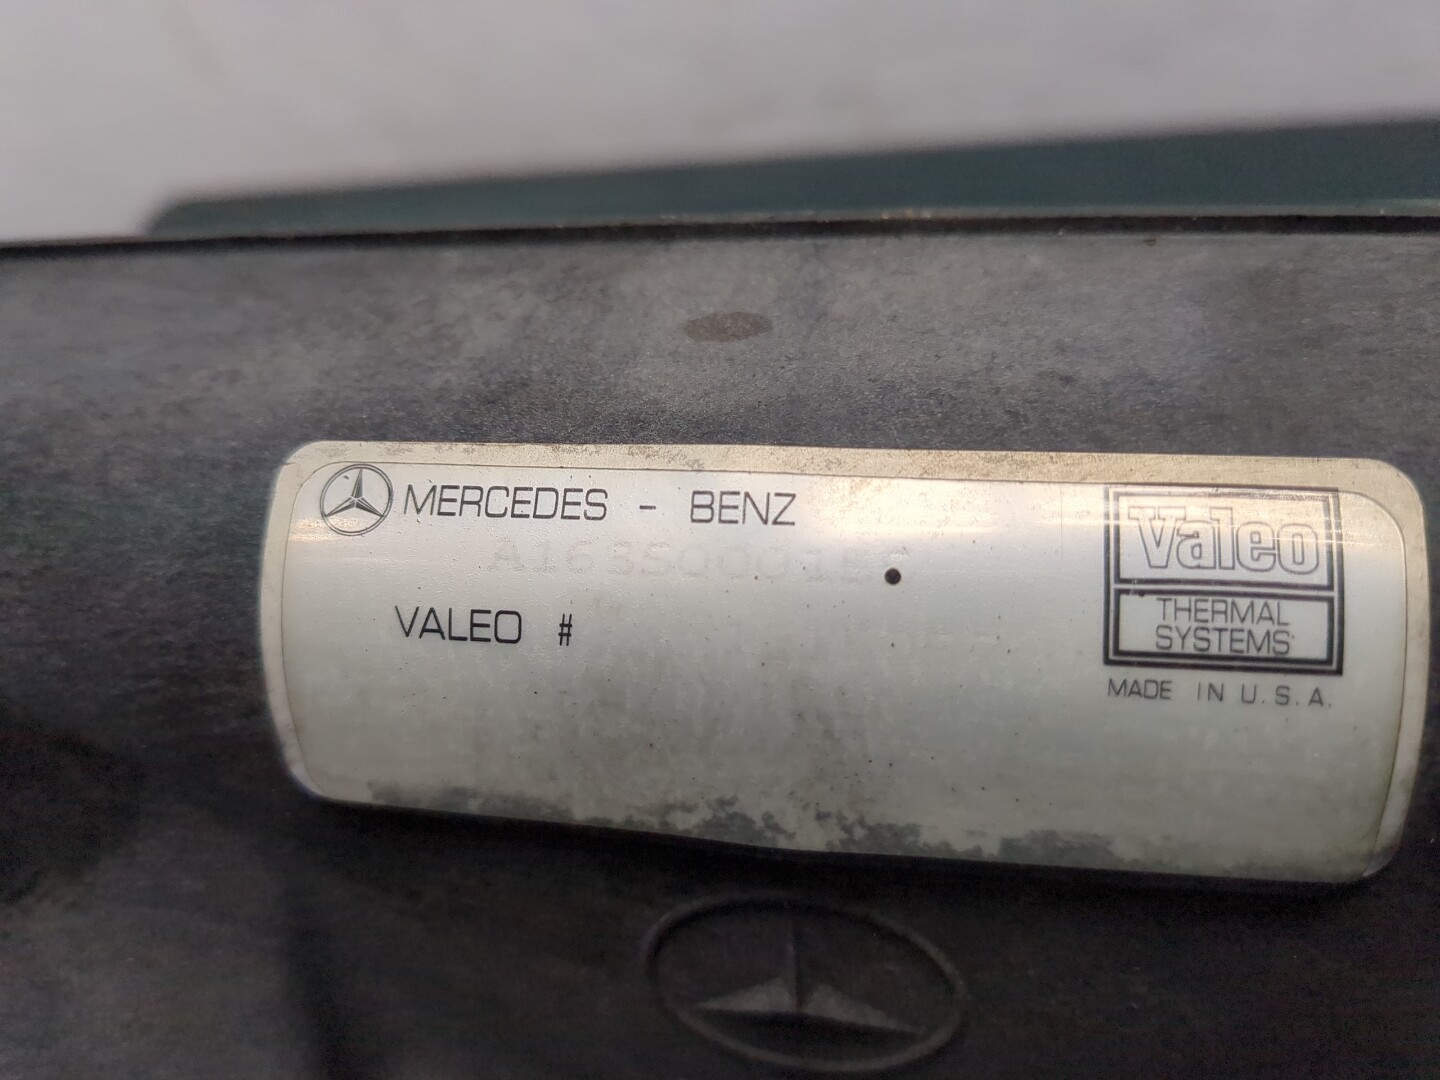 MERCEDES - BENZ
VALEO #
Valeo
THERMAL
SYSTEMS
MADE IN U.S.A.